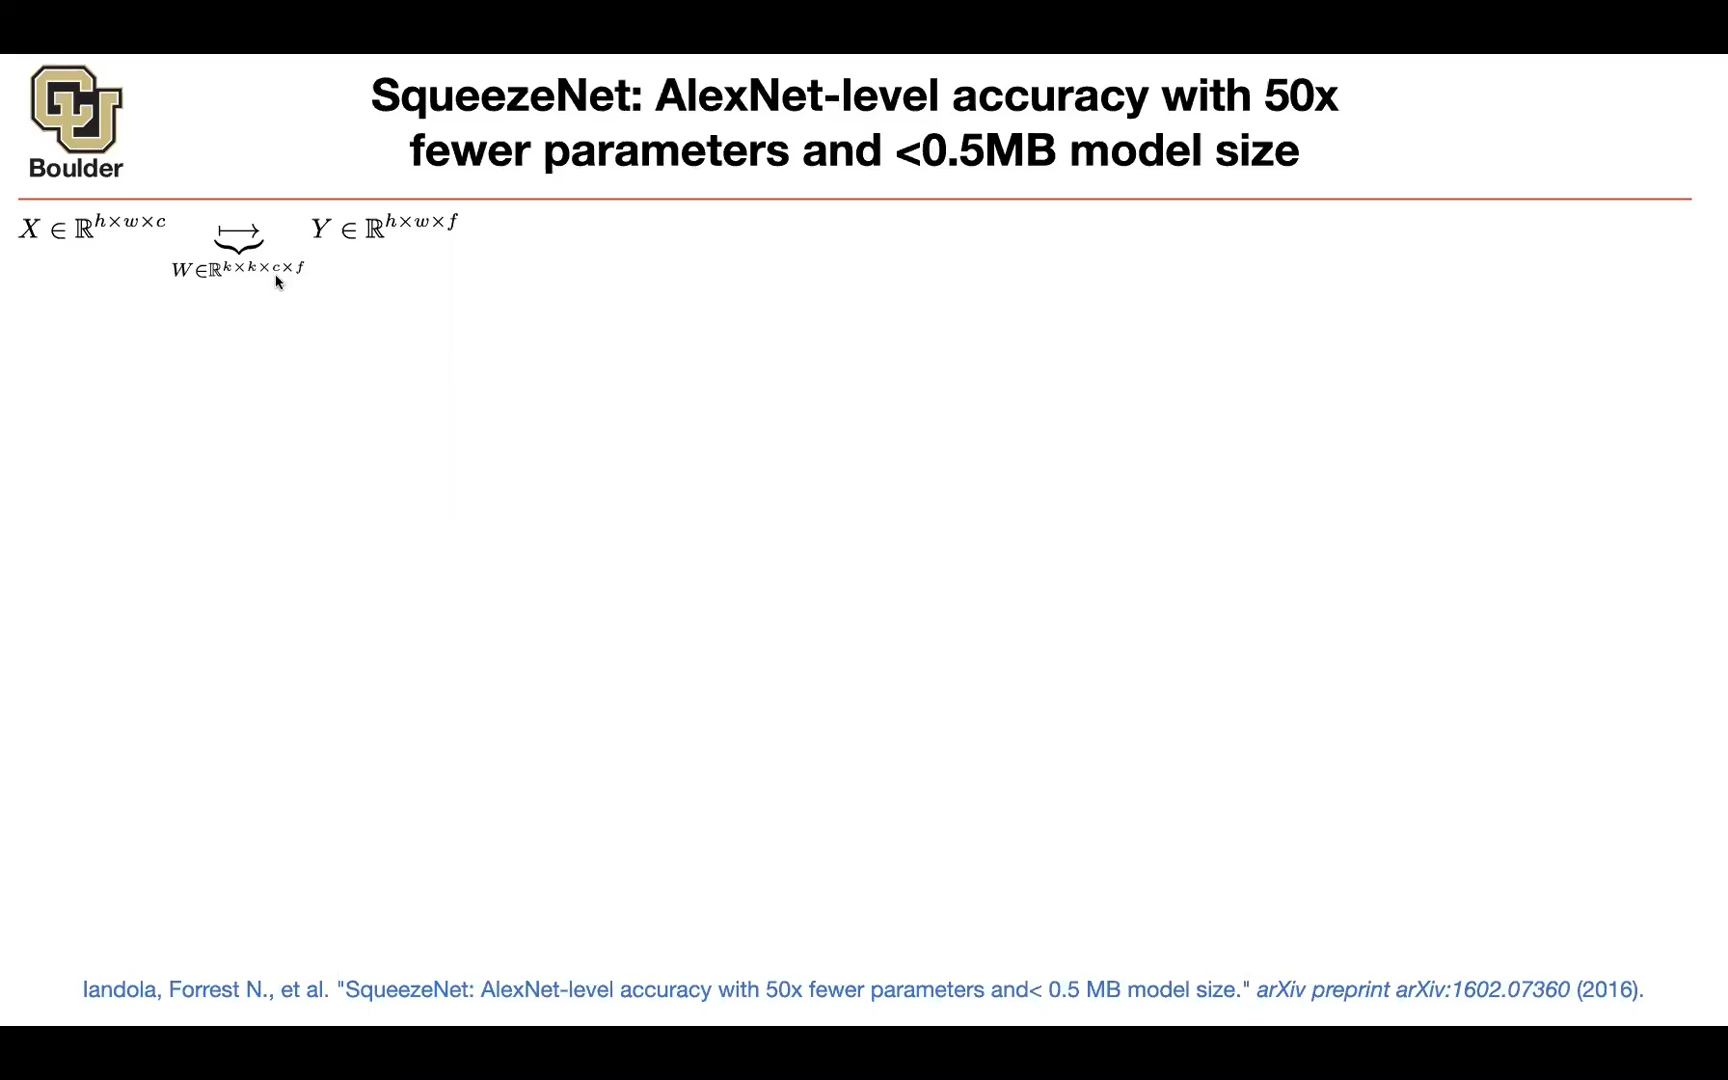 CU
Boulder
SqueezeNet: AlexNet-level accuracy with 50x
fewer parameters and <0.5MB model size
X ∈ ℝ^{h×w×c} ⟼ Y ∈ ℝ^{h×w×f}
W∈ℝ^{k×k×c×f}
Iandola, Forrest N., et al. "SqueezeNet: AlexNet-level accuracy with 50x fewer parameters and< 0.5 MB model size." arXiv preprint arXiv:1602.07360 (2016).